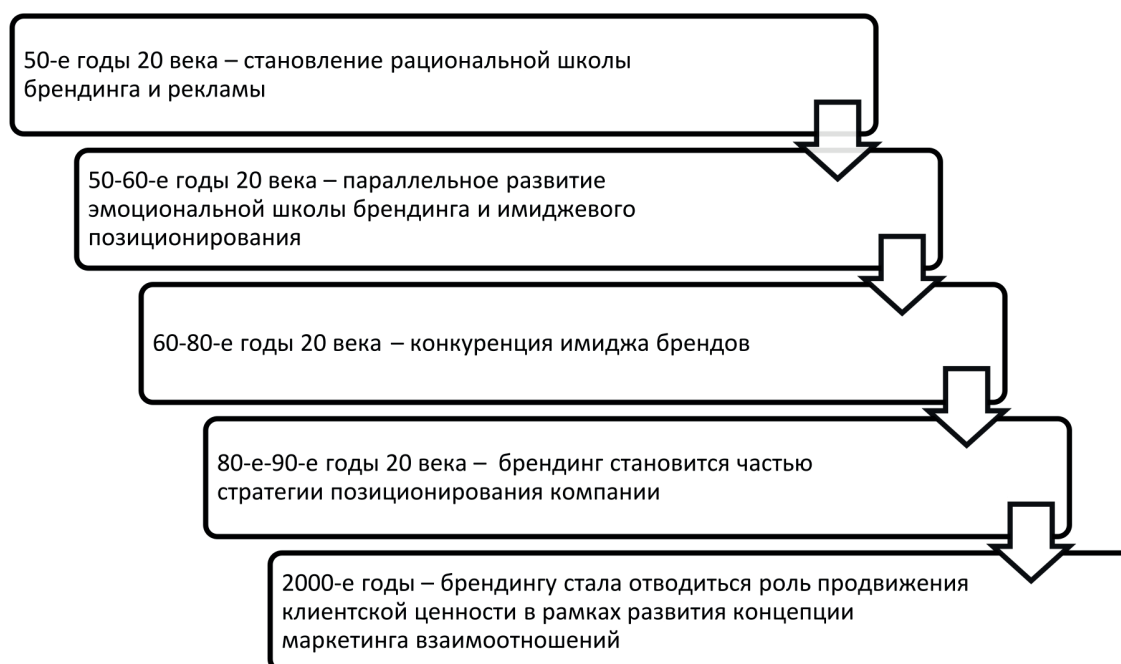 50-е годы 20 века – становление рациональной школы
брендинга и рекламы
50-60-е годы 20 века – параллельное развитие
эмоциональной школы брендинга и имиджевого
позиционирования
60-80-е годы 20 века – конкуренция имиджа брендов
80-е-90-е годы 20 века – брендинг становится частью
стратегии позиционирования компании
2000-е годы – брендингу стала отводиться роль продвижения
клиентской ценности в рамках развития концепции
маркетинга взаимоотношений